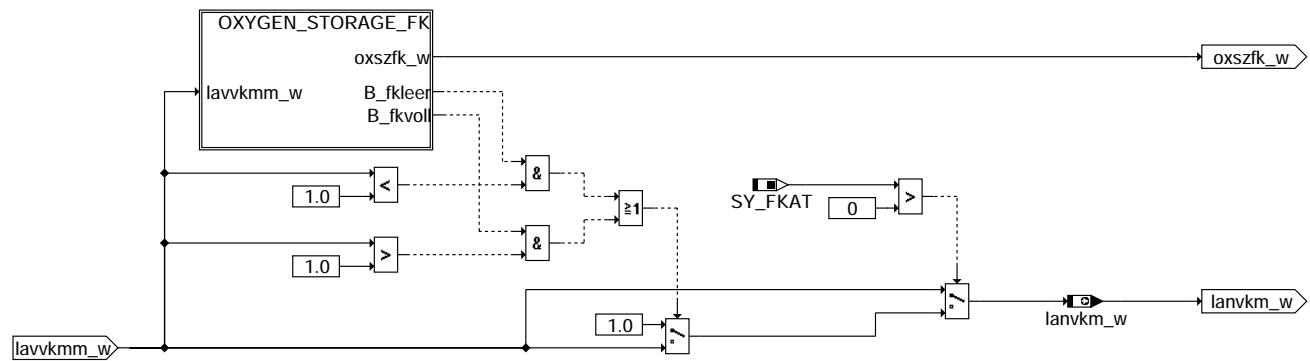 OXYGEN_STORAGE_FK
oxszfk_w
oxszfk_w
lavvkmm_w
B_fkleer
B_fkvoll
&
<
1.0
SY_FKAT
>
0
≧1
&
>
1.0
1.0
lanvkm_w
lanvkm_w
lavvkmm_w